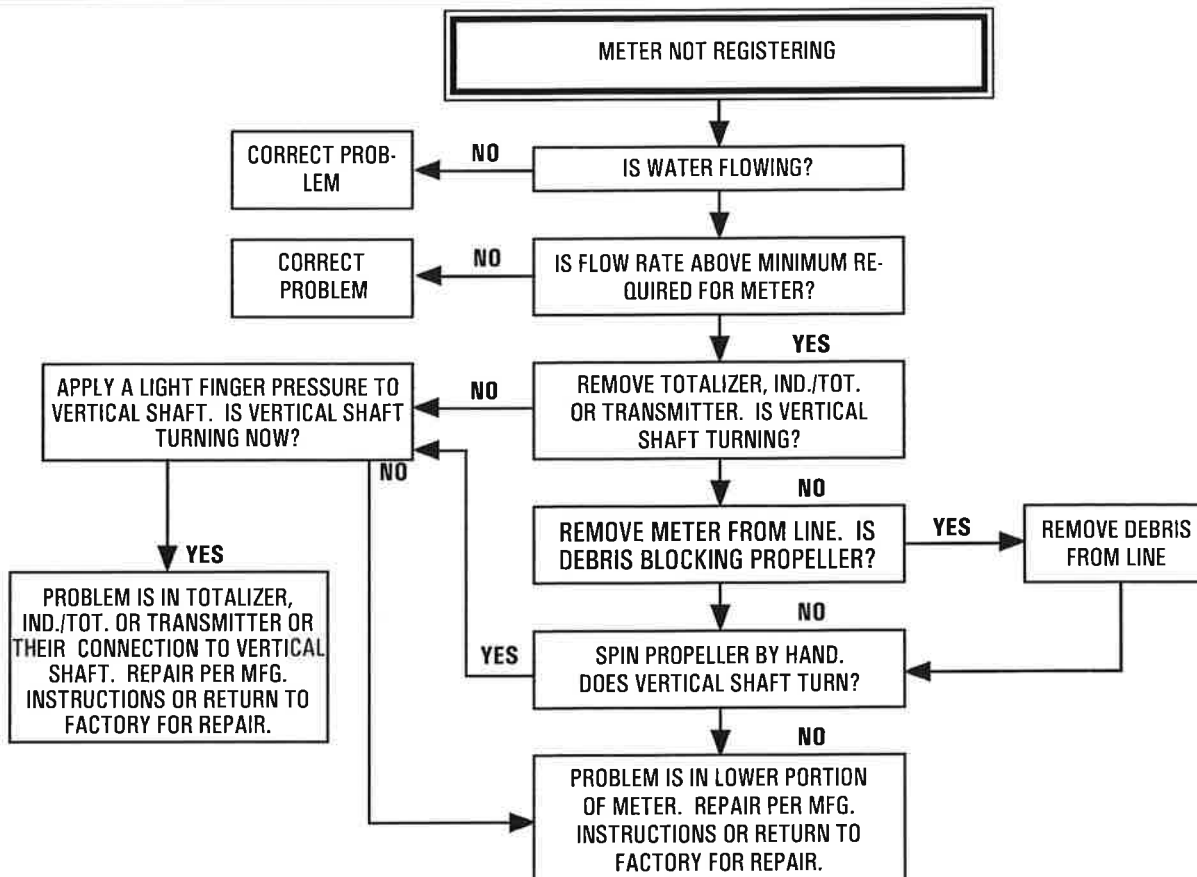 METER NOT REGISTERING
CORRECT PROB-
LEM
NO
IS WATER FLOWING?
CORRECT
PROBLEM
NO
IS FLOW RATE ABOVE MINIMUM RE-
QUIRED FOR METER?
YES
APPLY A LIGHT FINGER PRESSURE TO
VERTICAL SHAFT. IS VERTICAL SHAFT
TURNING NOW?
NO
REMOVE TOTALIZER, IND./TOT.
OR TRANSMITTER. IS VERTICAL
SHAFT TURNING?
NO
NO
REMOVE METER FROM LINE. IS
DEBRIS BLOCKING PROPELLER?
YES
REMOVE DEBRIS
FROM LINE
YES
PROBLEM IS IN TOTALIZER,
IND./TOT. OR TRANSMITTER OR
THEIR CONNECTION TO VERTICAL
SHAFT. REPAIR PER MFG.
INSTRUCTIONS OR RETURN TO
FACTORY FOR REPAIR.
NO
YES
SPIN PROPELLER BY HAND.
DOES VERTICAL SHAFT TURN?
NO
PROBLEM IS IN LOWER PORTION
OF METER. REPAIR PER MFG.
INSTRUCTIONS OR RETURN TO
FACTORY FOR REPAIR.